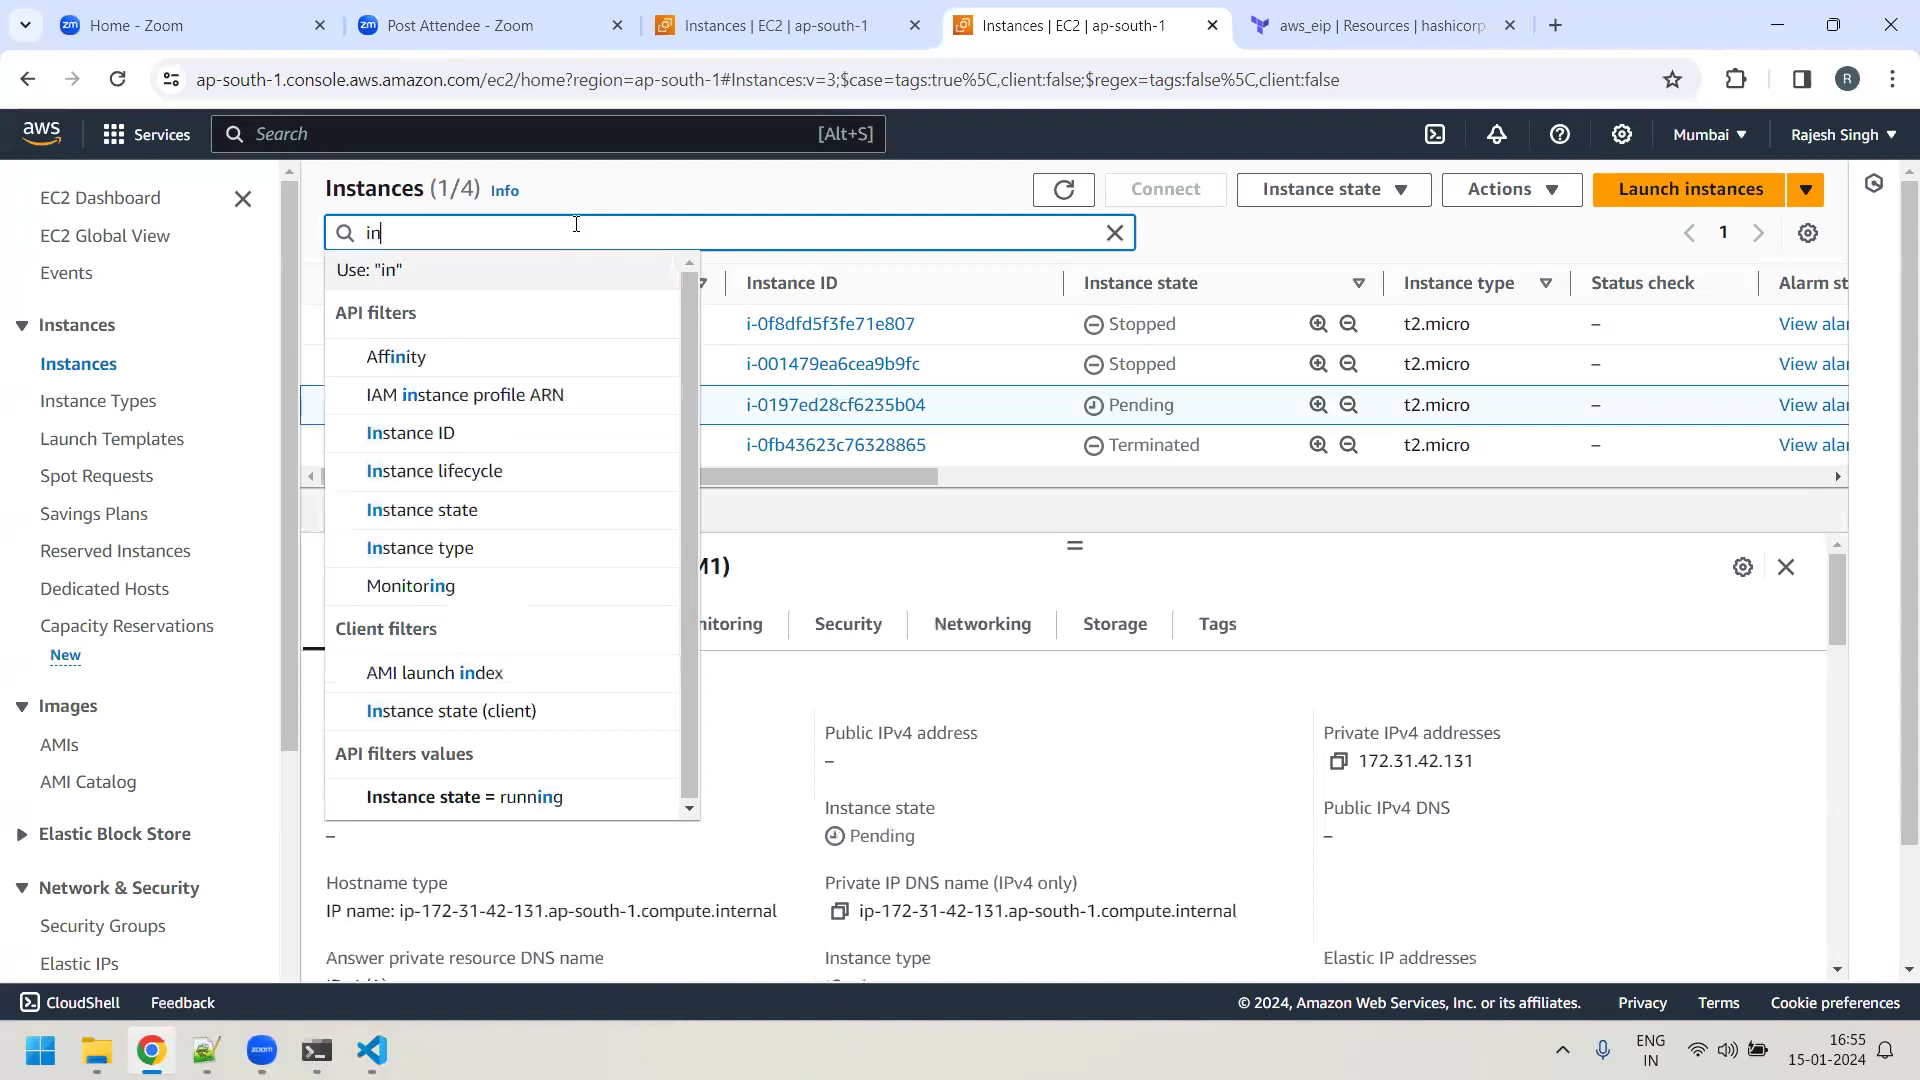 Home - Zoom
Post Attendee - Zoom
Instances | EC2 | ap-south-1
Instances | EC2 | ap-south-1
aws_eip | Resources | hashicorp
ap-south-1.console.aws.amazon.com/ec2/home?region=ap-south-1#Instances:v=3;$case=tags:true%5C,client:false;$regex=tags:false%5C,client:false
R
aws
Services
Search
[Alt+S]
Mumbai
Rajesh Singh
EC2 Dashboard
EC2 Global View
Events
Instances
Instances
Instance Types
Launch Templates
Spot Requests
Savings Plans
Reserved Instances
Dedicated Hosts
Capacity Reservations
New
Images
AMIs
AMI Catalog
Elastic Block Store
Network & Security
Security Groups
Elastic IPs
Instances (1/4) Info
Connect
Instance state
Actions
Launch instances
in
1
Use: "in"
API filters
Affinity
IAM instance profile ARN
Instance ID
Instance lifecycle
Instance state
Instance type
Monitoring
Client filters
AMI launch index
Instance state (client)
API filters values
Instance state = running
Instance ID Instance state Instance type Status check Alarm st
i-0f8dfd5f3fe71e807 Stopped t2.micro – View alar
i-001479ea6cea9b9fc Stopped t2.micro – View alar
i-0197ed28cf6235b04 Pending t2.micro – View alar
i-0fb43623c76328865 Terminated t2.micro – View alar
M1)
nitoring Security Networking Storage Tags
Public IPv4 address
–
Private IPv4 addresses
172.31.42.131
–
Instance state
Pending
Public IPv4 DNS
–
Hostname type
IP name: ip-172-31-42-131.ap-south-1.compute.internal
Private IP DNS name (IPv4 only)
ip-172-31-42-131.ap-south-1.compute.internal
Answer private resource DNS name
Instance type
Elastic IP addresses
CloudShell
Feedback
© 2024, Amazon Web Services, Inc. or its affiliates.
Privacy
Terms
Cookie preferences
zoom
ENG
IN
16:55
15-01-2024